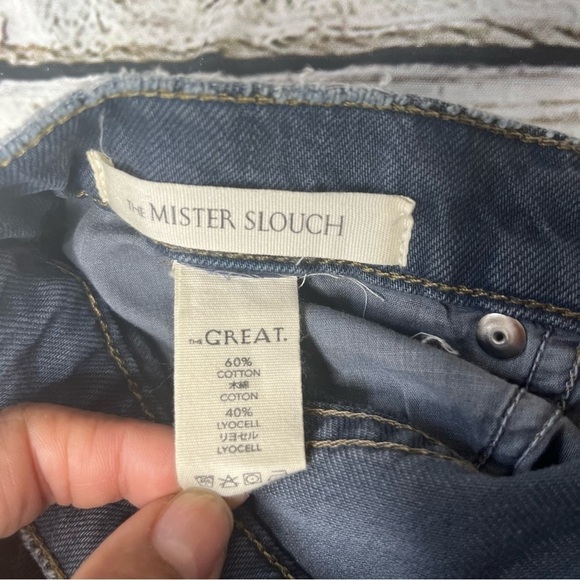 THE MISTER SLOUCH
THE GREAT.
60%
COTTON
木綿
COTON
40%
LYOCELL
リヨセル
LYOCELL